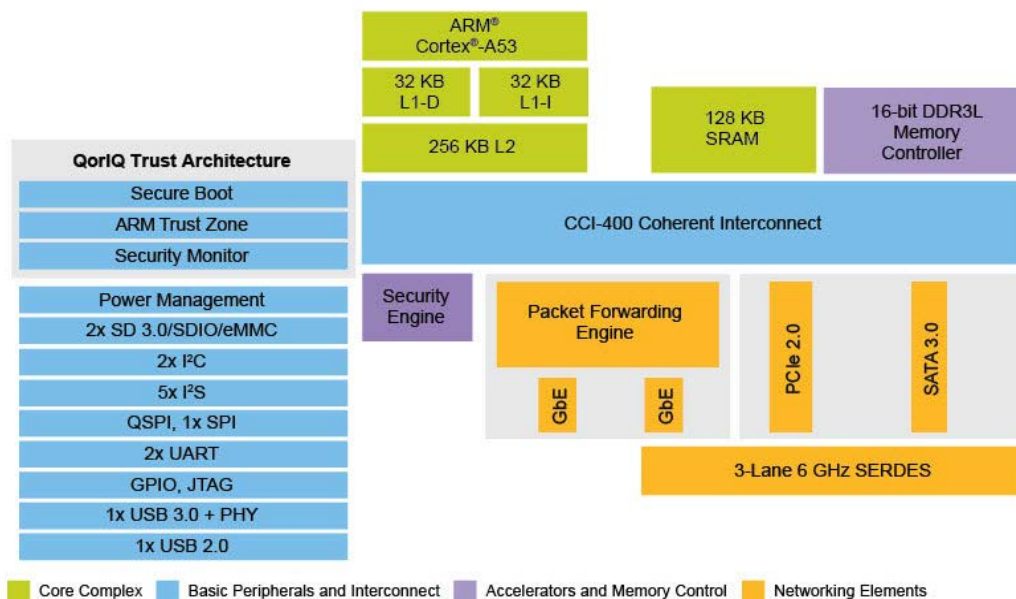 ARM®
Cortex®-A53
32 KB
L1-D
32 KB
L1-I
256 KB L2
128 KB
SRAM
16-bit DDR3L
Memory
Controller
QorIQ Trust Architecture
Secure Boot
ARM Trust Zone
Security Monitor
CCI-400 Coherent Interconnect
Power Management
2x SD 3.0/SDIO/eMMC
2x I²C
5x I²S
QSPI, 1x SPI
2x UART
GPIO, JTAG
1x USB 3.0 + PHY
1x USB 2.0
Security
Engine
Packet Forwarding
Engine
GbE
GbE
PCIe 2.0
SATA 3.0
3-Lane 6 GHz SERDES
Core Complex
Basic Peripherals and Interconnect
Accelerators and Memory Control
Networking Elements